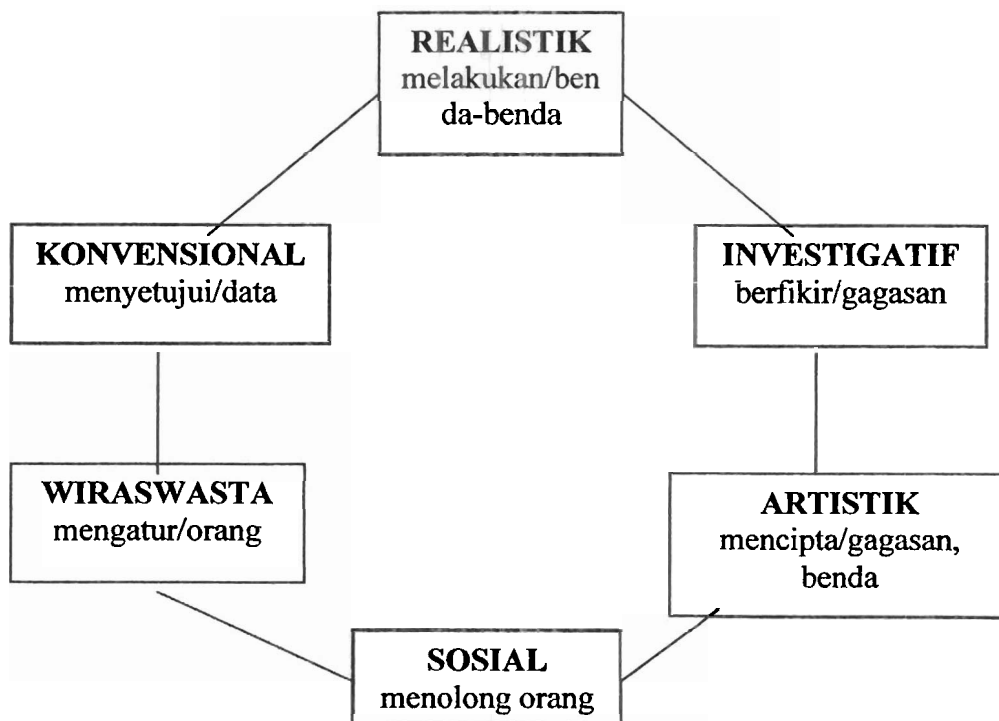 REALISTIK
melakukan/ben
da-benda
KONVENSIONAL
menyetujui/data
INVESTIGATIF
berfikir/gagasan
WIRASWASTA
mengatur/orang
ARTISTIK
mencipta/gagasan,
benda
SOSIAL
menolong orang